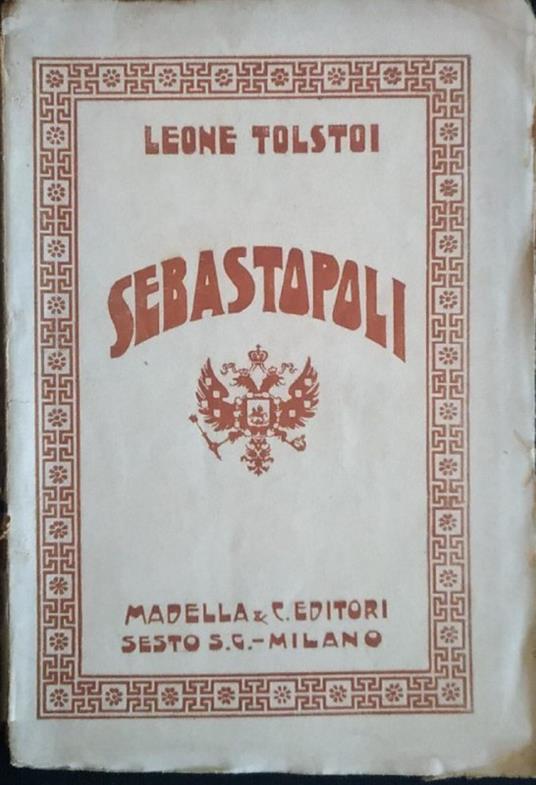 LEONE TOLSTOI
SEBASTOPOLI
MADELLA & C. EDITORI
SESTO S. G. - MILANO